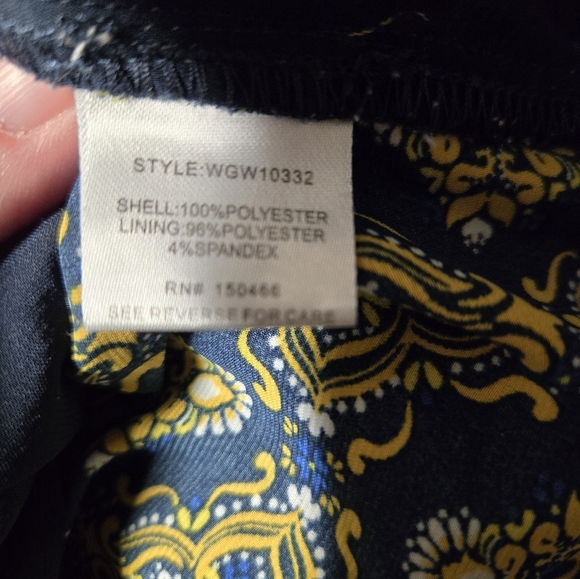 STYLE:WGW10332
SHELL:100%POLYESTER
LINING:96%POLYESTER
4%SPANDEX
RN# 150466
SEE REVERSE FOR CARE